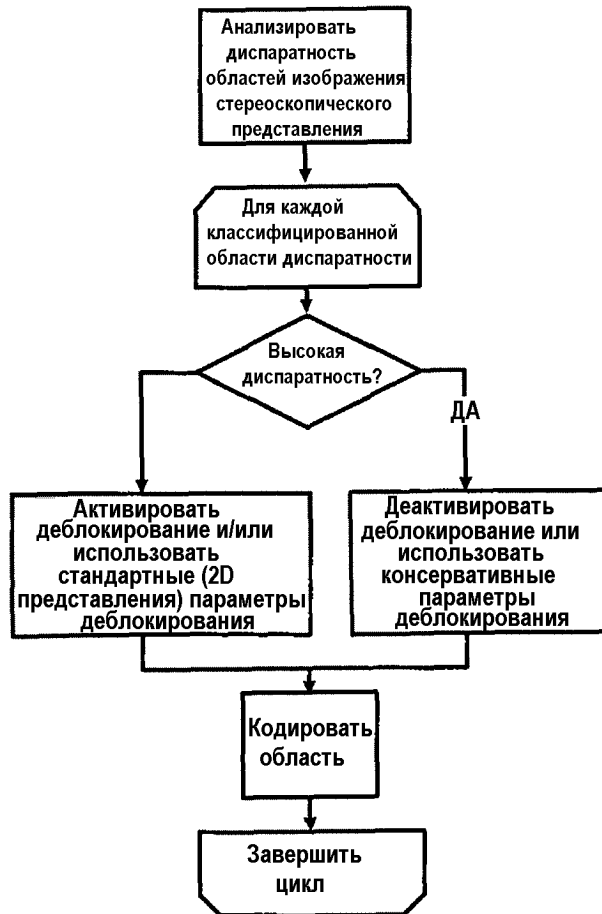 Анализировать
диспаратность
областей изображения
стереоскопического
представления
Для каждой
классифицированной
области диспаратности
Высокая
диспаратность?
ДА
Активировать
деблокирование и/или
использовать
стандартные (2D
представления) параметры
деблокирования
Деактивировать
деблокирование или
использовать
консервативные
параметры
деблокирования
Кодировать
область
Завершить
цикл